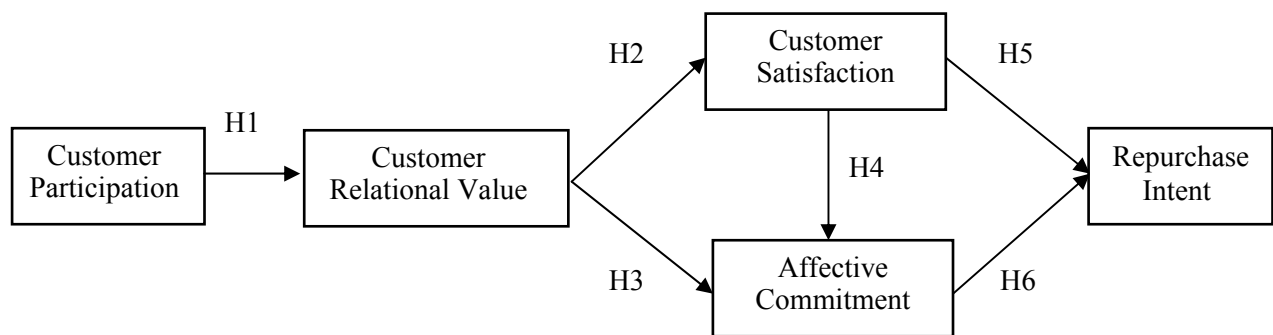 H1
H2
H3
H4
H5
H6
Customer
Participation
Customer
Relational Value
Customer
Satisfaction
Affective
Commitment
Repurchase
Intent